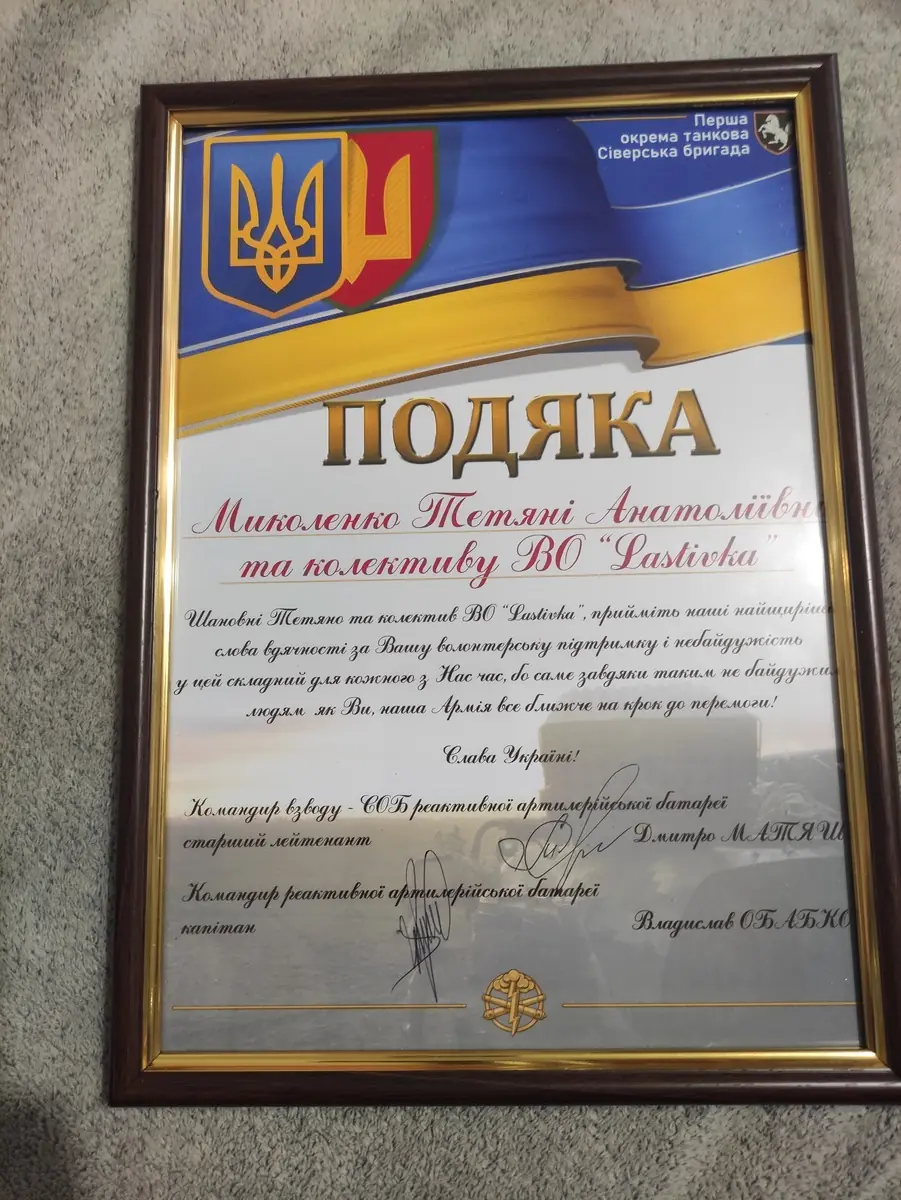 Перша
окрема танкова
Сіверська бригада
ПОДЯКА
Миколенко Тетяні Анатоліївн
та колективу ВО "Lastivka"
Шановні Тетяно та колектив ВО "Lastivka", прийміть наші найщиріші
слова вдячності за Вашу волонтерську підтримку і небайдужість
у цей складний для кожного з Нас час, бо саме завдяки таким не байдужим
людям як Ви, наша Армія все ближче на крок до перемоги!
Слава Україні!
Командир взводу - СОБ реактивної артилерійської батареї
старший лейтенант
Дмитро МАТЯШ
Командир реактивної артилерійської батареї
капітан
Владислав ОБАБКО